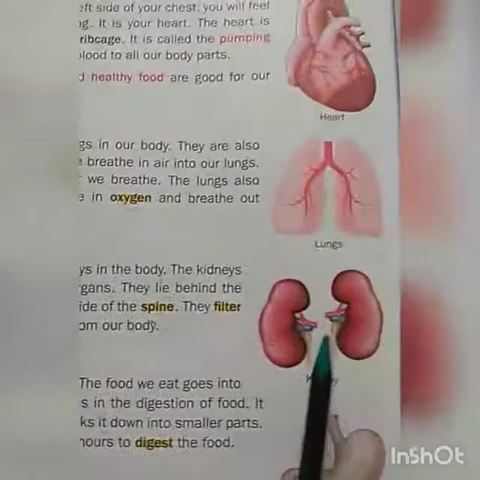 eft side of your chest, you will feel
ng. It is your heart. The heart is
ribcage. It is called the pumping
blood to all our body parts.
d healthy food are good for our
Heart
gs in our body. They are also
e breathe in air into our lungs.
we breathe. The lungs also
e in oxygen and breathe out
Lungs
ys in the body. The kidneys
rgans. They lie behind the
ide of the spine. They filter
om our body.
The food we eat goes into
s in the digestion of food. It
ks it down into smaller parts.
hours to digest the food.
InShOt